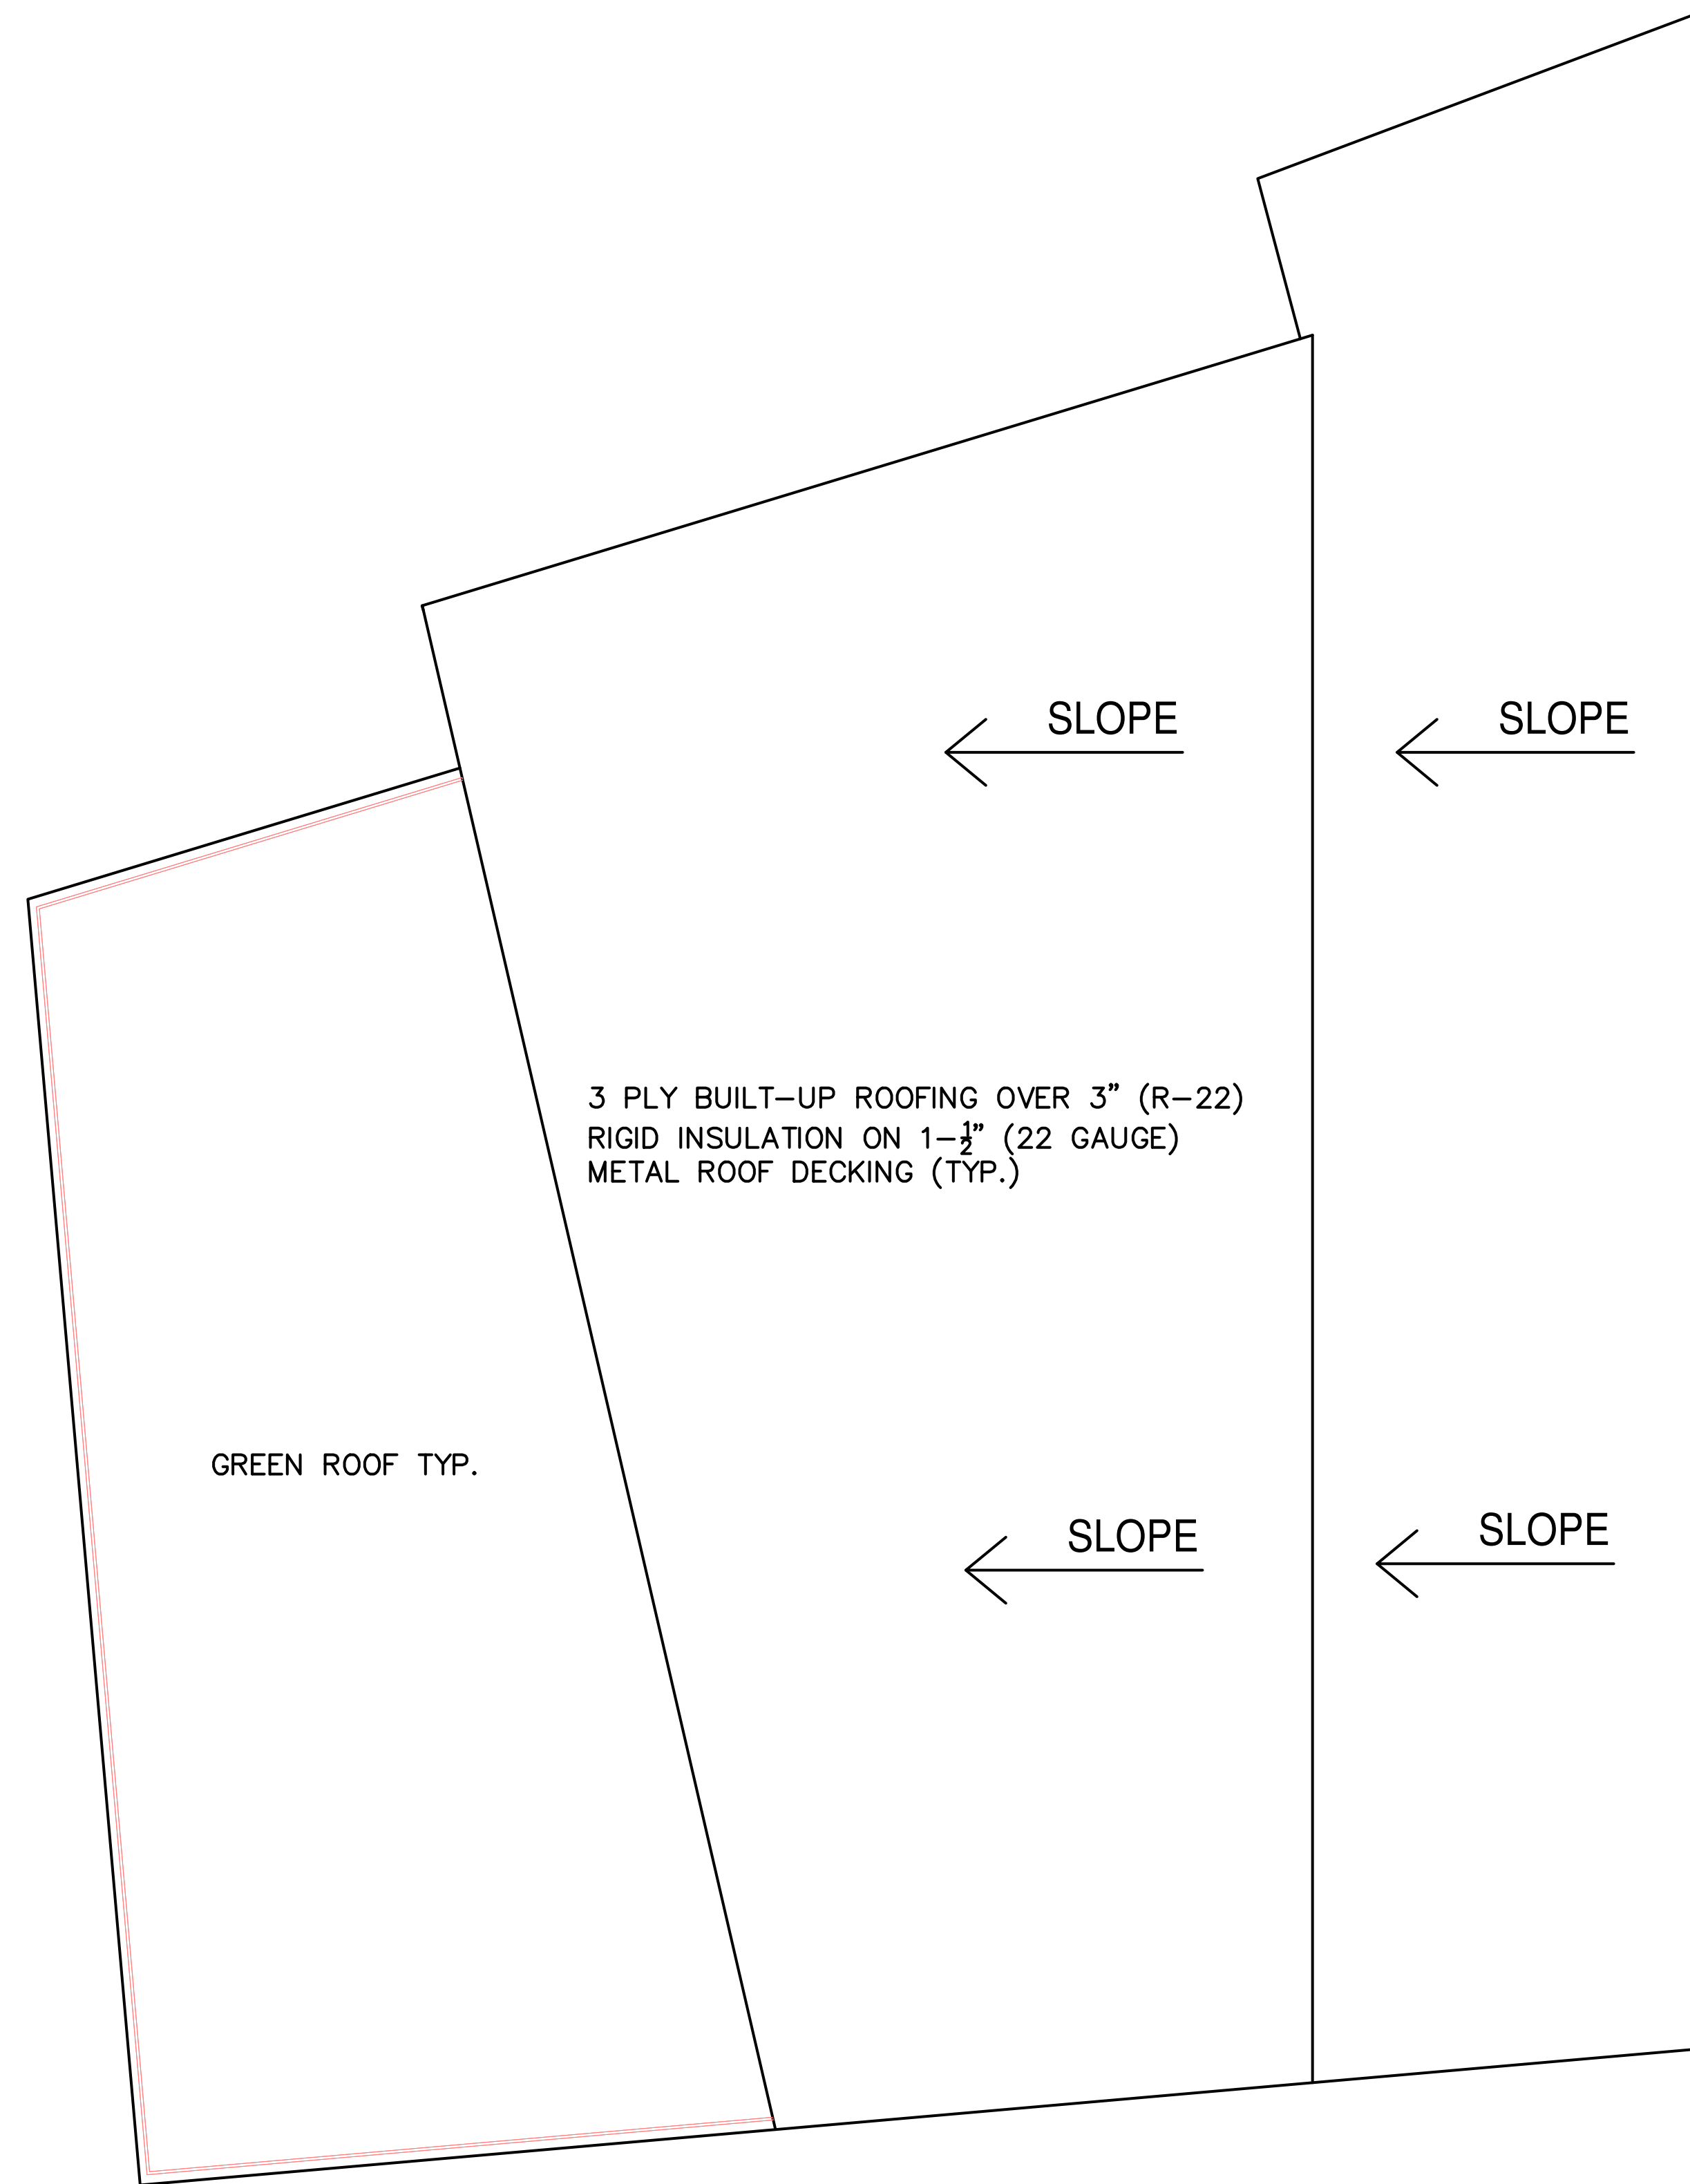 SLOPE
SLOPE
3 PLY BUILT-UP ROOFING OVER 3" (R-22)
RIGID INSULATION ON 1-1/2" (22 GAUGE)
METAL ROOF DECKING (TYP.)
GREEN ROOF TYP.
SLOPE
SLOPE